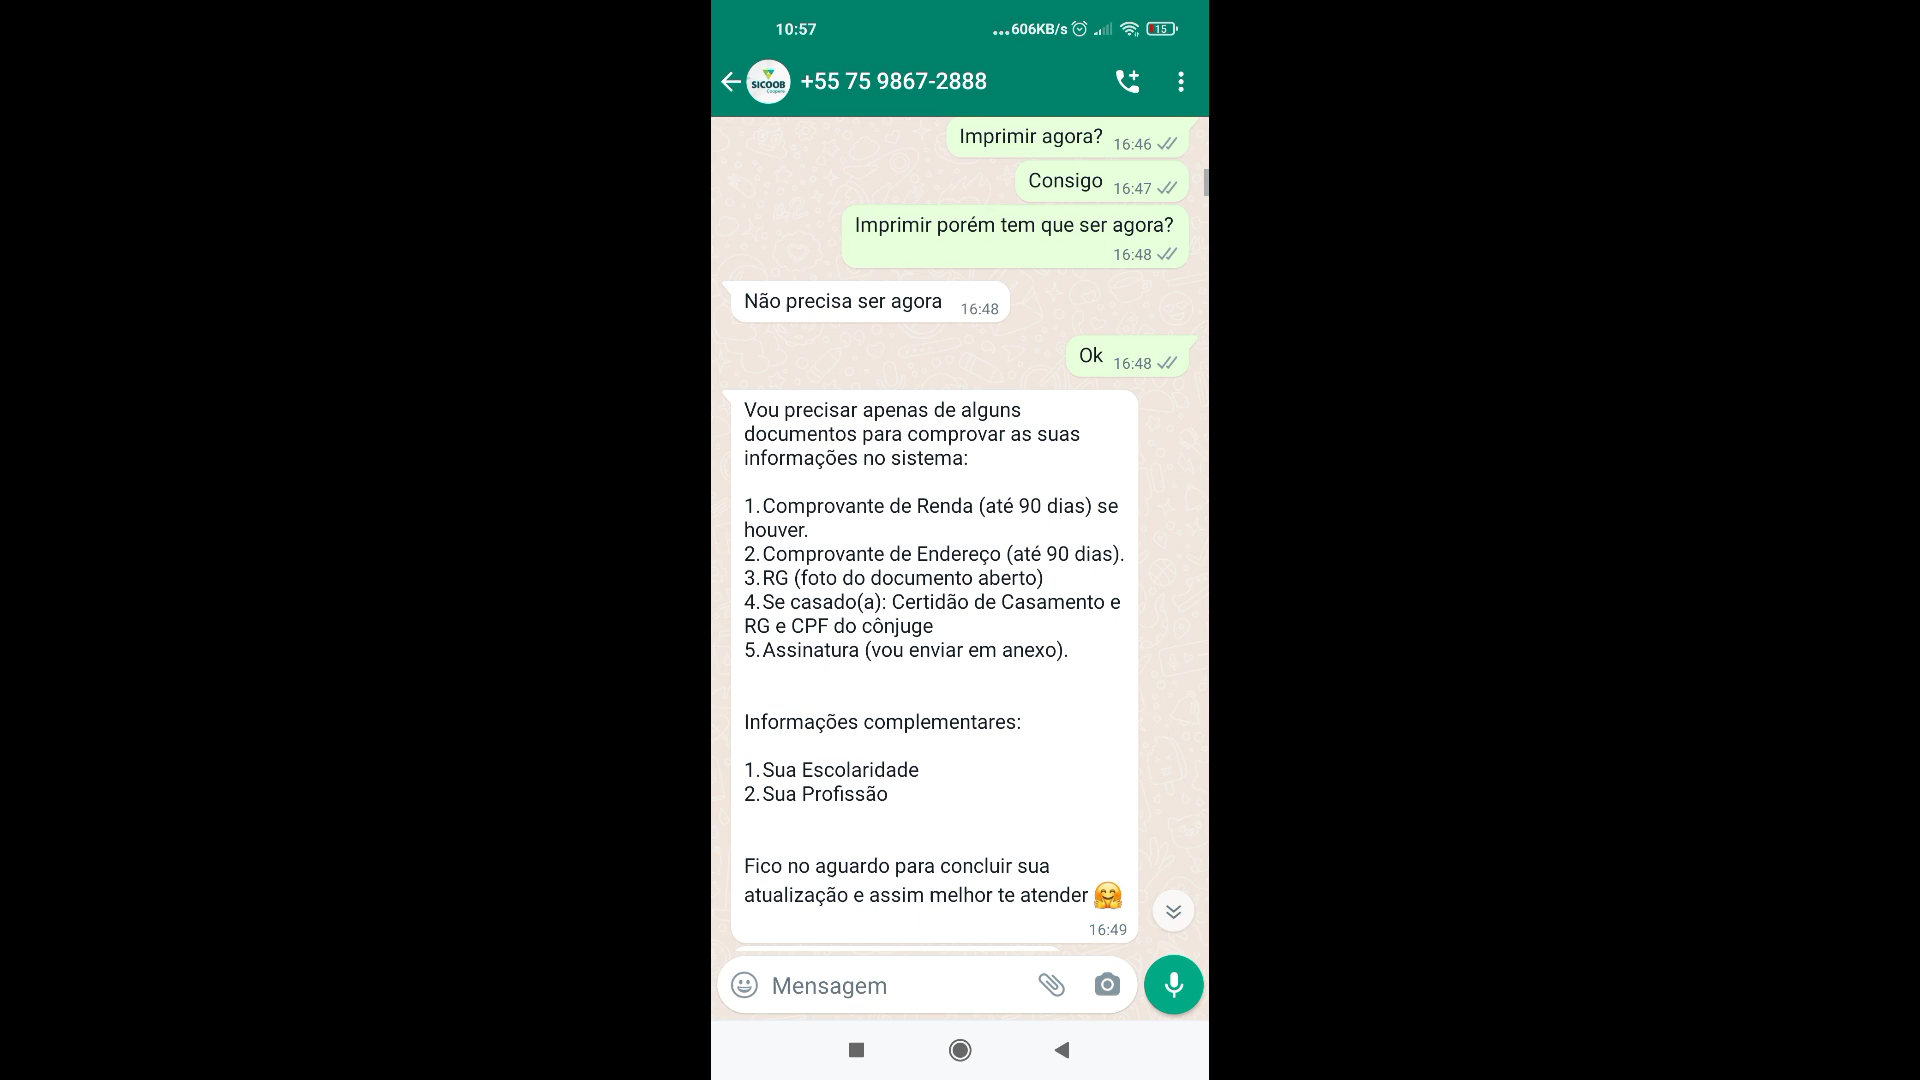 10:57
...606KB/s
15
SICOOB
Coopere
+55 75 9867-2888
Imprimir agora? 16:46
Consigo 16:47
Imprimir porém tem que ser agora?
16:48
Não precisa ser agora 16:48
Ok 16:48
Vou precisar apenas de alguns
documentos para comprovar as suas
informações no sistema:
1.Comprovante de Renda (até 90 dias) se
houver.
2.Comprovante de Endereço (até 90 dias).
3.RG (foto do documento aberto)
4.Se casado(a): Certidão de Casamento e
RG e CPF do cônjuge
5.Assinatura (vou enviar em anexo).
Informações complementares:
1.Sua Escolaridade
2.Sua Profissão
Fico no aguardo para concluir sua
atualização e assim melhor te atender 🤗
16:49
Mensagem